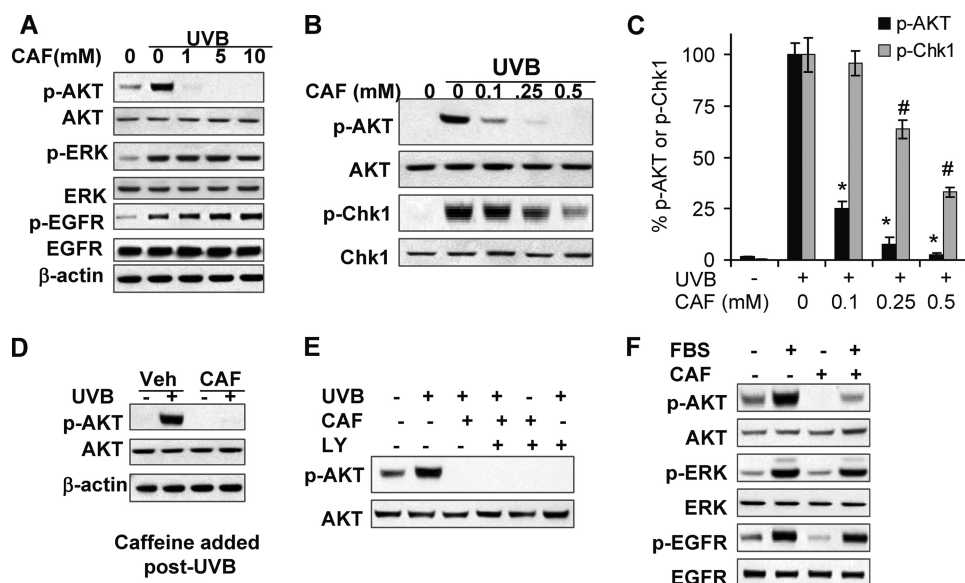 A
UVB
CAF(mM) 0 0 1 5 10
p-AKT
AKT
p-ERK
ERK
p-EGFR
EGFR
β-actin
B
UVB
CAF (mM) 0 0 0.1 .25 0.5
p-AKT
AKT
p-Chk1
Chk1
C
% p-AKT or p-Chk1
100
75
50
25
0
p-AKT
p-Chk1
*
* #
* #
UVB - + + + +
CAF (mM) 0 0.1 0.25 0.5
D
Veh CAF
UVB - + - +
p-AKT
AKT
β-actin
Caffeine added
post-UVB
E
UVB - + + + - +
CAF - - + + + -
LY - - + + +
p-AKT
AKT
F
FBS - + - +
CAF - - + +
p-AKT
AKT
p-ERK
ERK
p-EGFR
EGFR